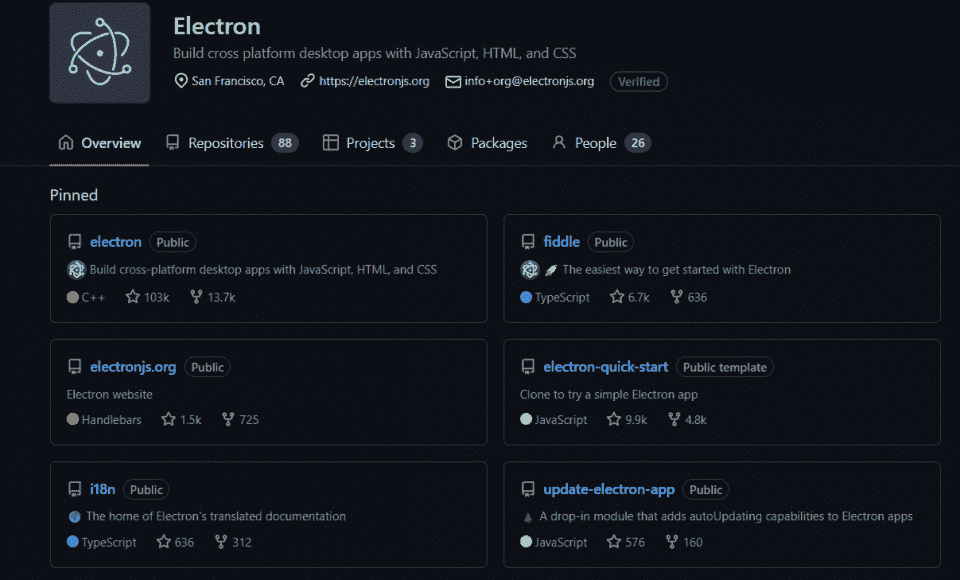 Electron
Build cross platform desktop apps with JavaScript, HTML, and CSS
San Francisco, CA https://electronjs.org info+org@electronjs.org Verified
Overview Repositories 88 Projects 3 Packages People 26
Pinned
electron Public
Build cross-platform desktop apps with JavaScript, HTML, and CSS
C++ 103k 13.7k
fiddle Public
The easiest way to get started with Electron
TypeScript 6.7k 636
electronjs.org Public
Electron website
Handlebars 1.5k 725
electron-quick-start Public template
Clone to try a simple Electron app
JavaScript 9.9k 4.8k
i18n Public
The home of Electron's translated documentation
TypeScript 636 312
update-electron-app Public
A drop-in module that adds autoUpdating capabilities to Electron apps
JavaScript 576 160